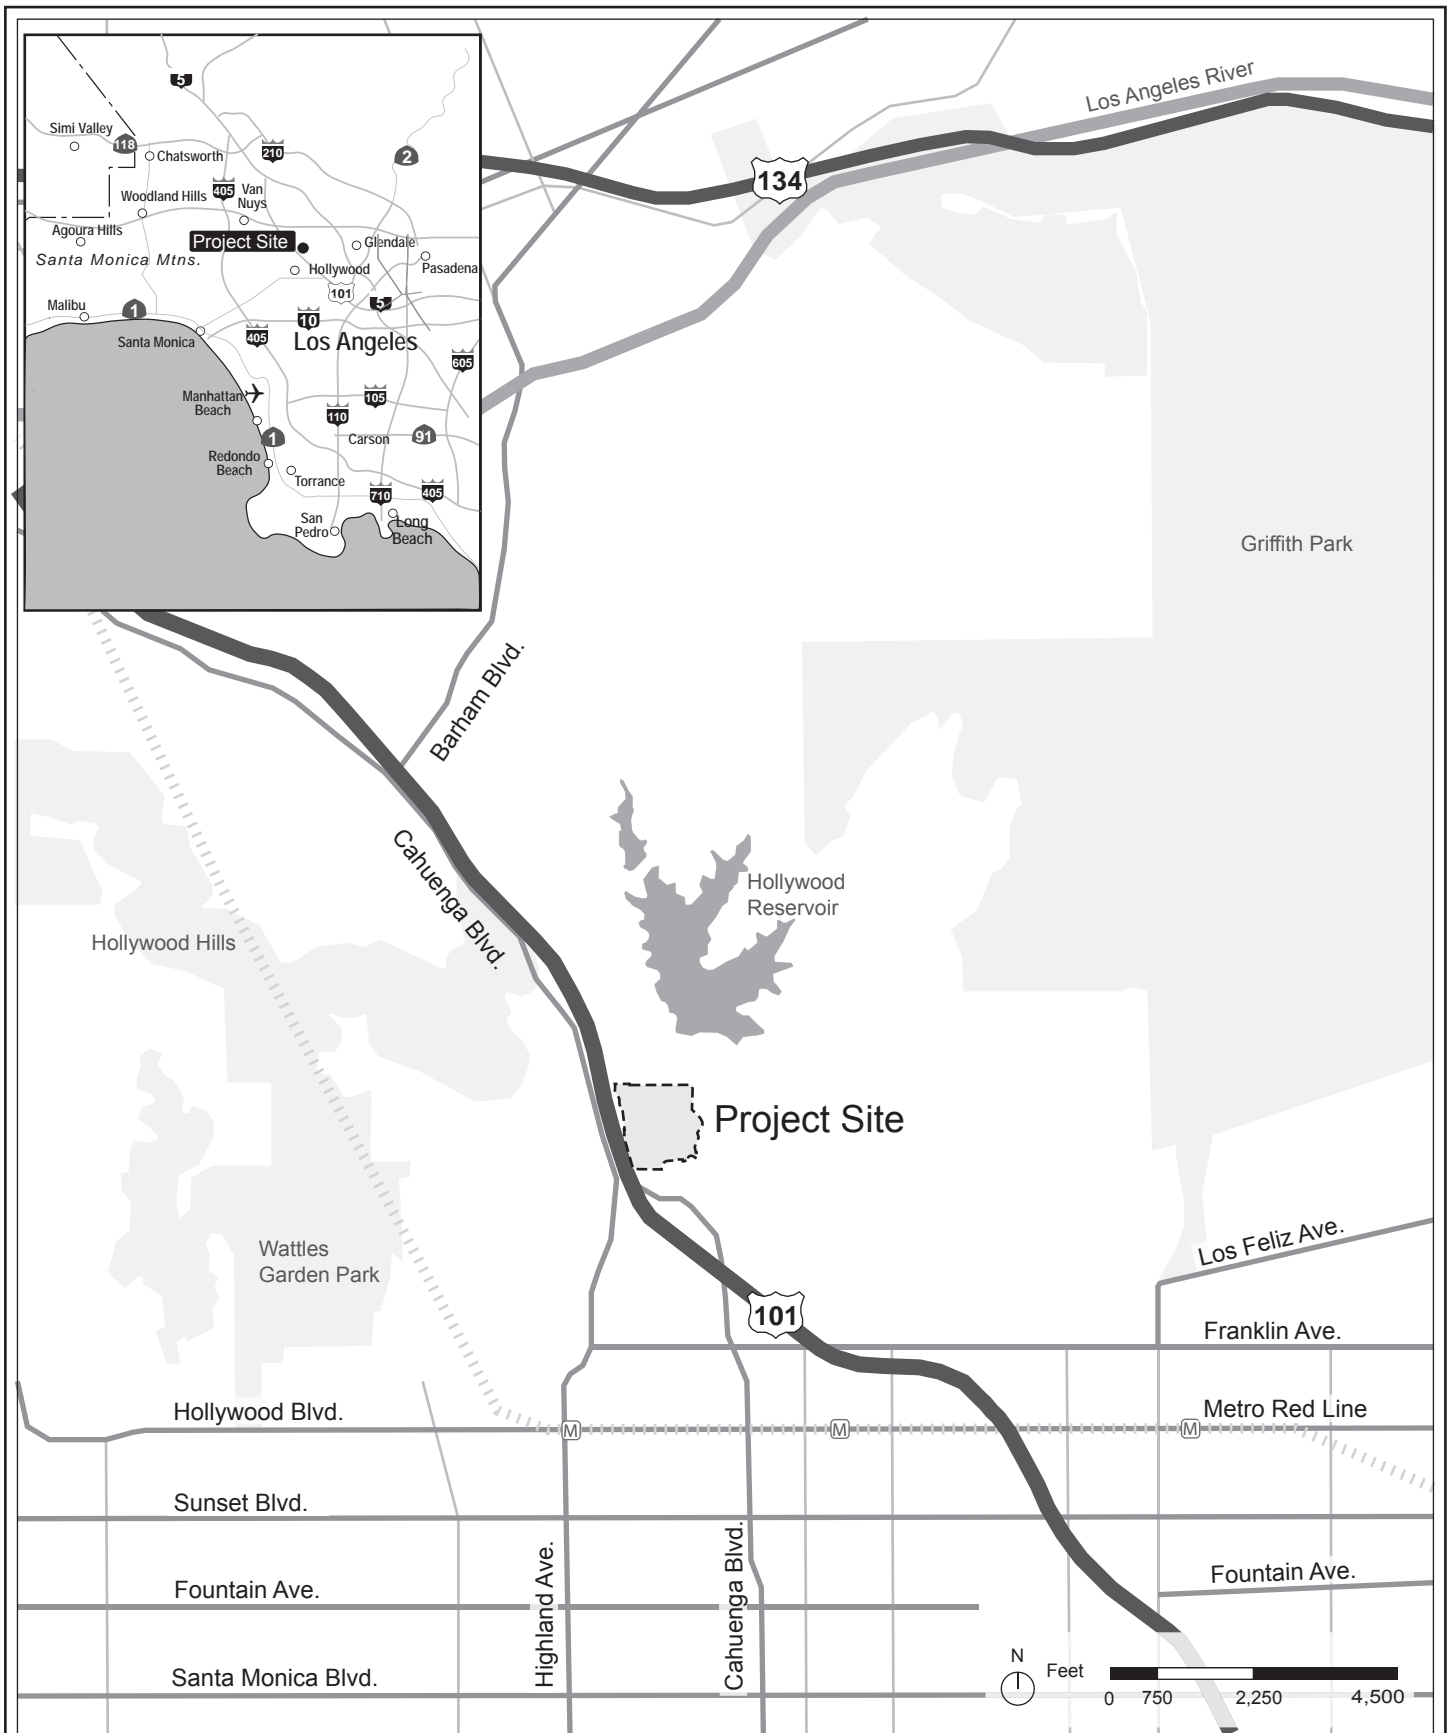 5
Simi Valley
118
Chatsworth
210
2
Woodland Hills
405
Van
Nuys
Agoura Hills
Project Site
Glendale
Santa Monica Mtns.
Hollywood
Pasadena
101
5
Malibu
1
10
Santa Monica
405
Los Angeles
605
Manhattan
Beach
105
110
1
Carson
91
Redondo
Beach
Torrance
710
405
San
Pedro
Long
Beach
Los Angeles River
134
Griffith Park
Barham Blvd.
Cahuenga Blvd.
Hollywood
Reservoir
Hollywood Hills
Project Site
Wattles
Garden Park
Los Feliz Ave.
101
Franklin Ave.
Hollywood Blvd.
Metro Red Line
M
M
M
Sunset Blvd.
Highland Ave.
Cahuenga Blvd.
Fountain Ave.
Fountain Ave.
Santa Monica Blvd.
N
Feet
0 750 2,250 4,500